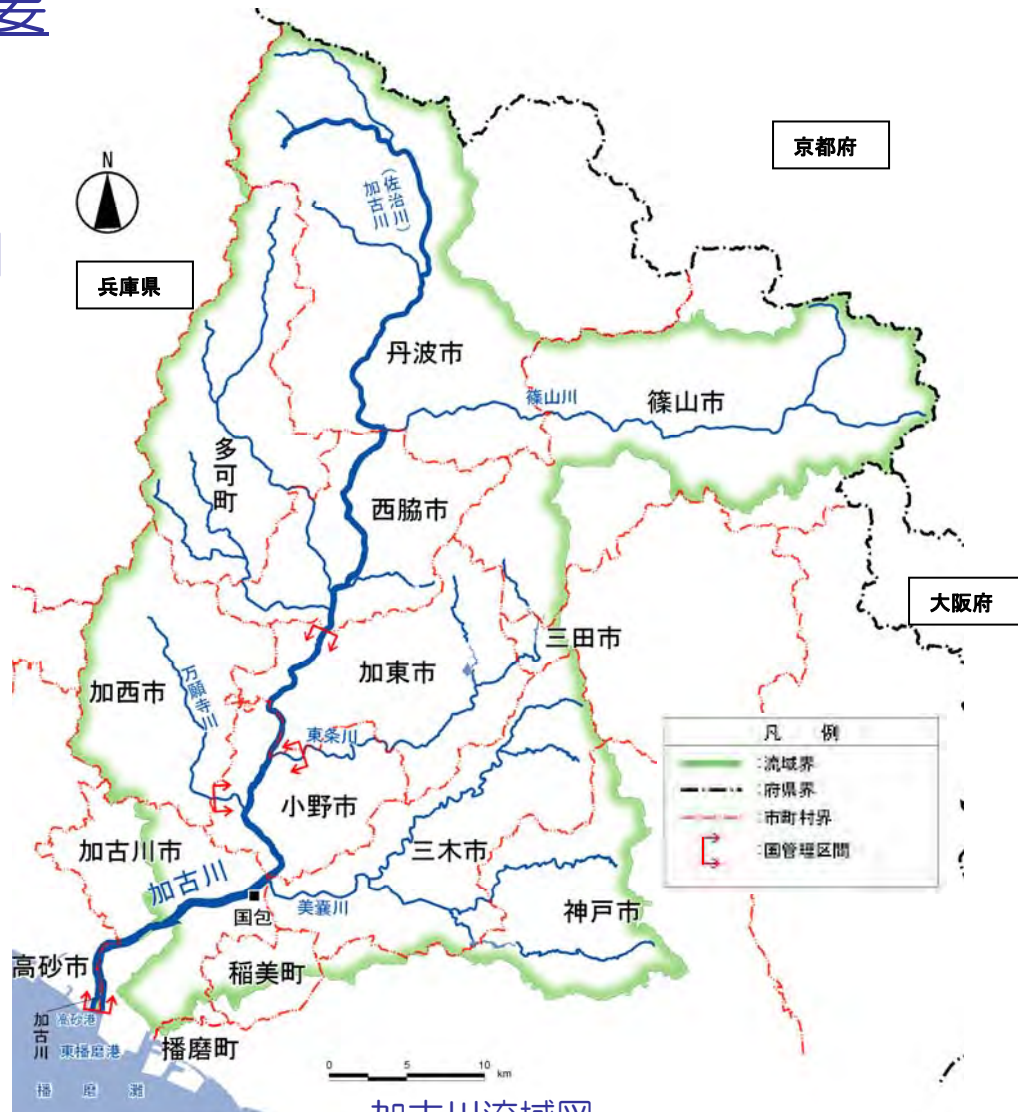 要
N
京都府
兵庫県
(佐治川)
加古川
丹波市
篠山川
篠山市
多可町
西脇市
大阪府
三田市
加西市
万願寺川
加東市
東条川
凡 例
:流域界
:府県界
:市町村界
:国管理区間
小野市
加古川市
三木市
加古川
国包
美嚢川
神戸市
高砂市
稲美町
加古川
高砂港
東播磨港
播磨町
播磨灘
0 5 10 km
加古川流域図